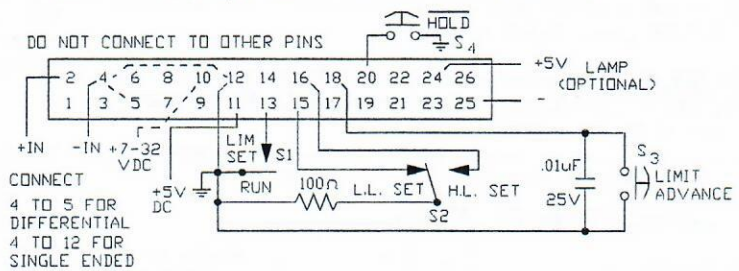 HOLD
DO NOT CONNECT TO OTHER PINS
S4
+5V LAMP
(OPTIONAL)
2 4 6 8 10 12 14 16 18 20 22 24 26
1 3 5 7 9 11 13 15 17 19 21 23 25
-
+IN
-IN
+7-32
VDC
LIM
SET
S1
S3
CONNECT
+5V
DC
RUN
100Ω
L.L. SET
H.L. SET
.01uF
25V
LIMIT
ADVANCE
4 TO 5 FOR
DIFFERENTIAL
S2
4 TO 12 FOR
SINGLE ENDED